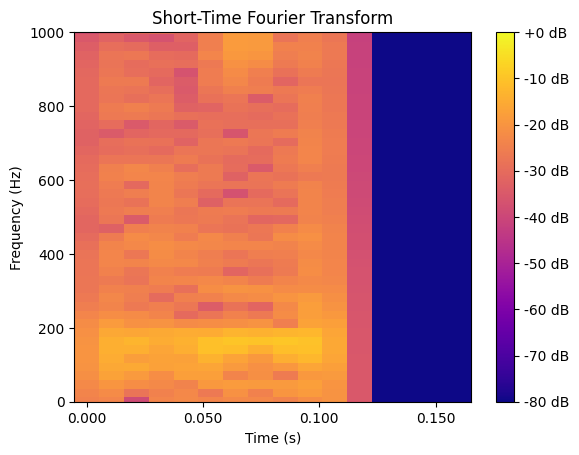 Short-Time Fourier Transform
1000
800
600
400
200
0
Frequency (Hz)
0.000
0.050
0.100
0.150
Time (s)
+0 dB
-10 dB
-20 dB
-30 dB
-40 dB
-50 dB
-60 dB
-70 dB
-80 dB